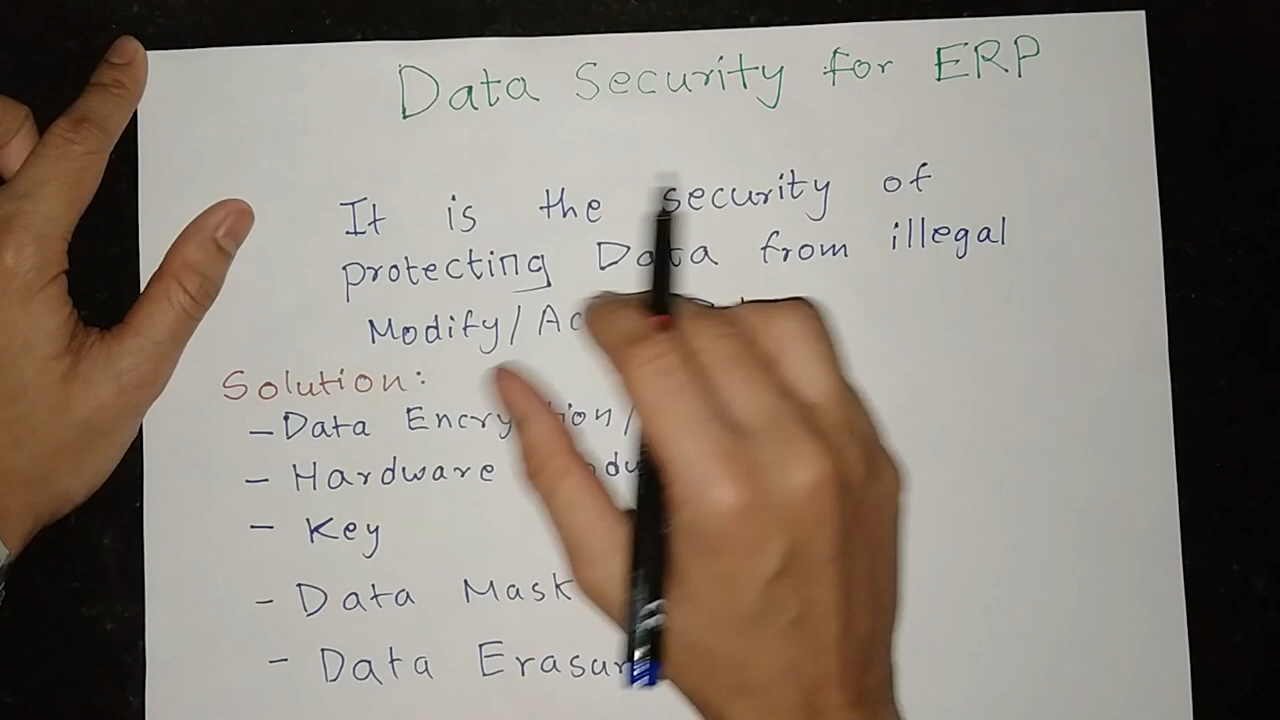 Data Security for ERP
It is the security of
protecting Data from illegal
Modify/
Solution:
- Data
- Hardware
- Key
- Data
- Data